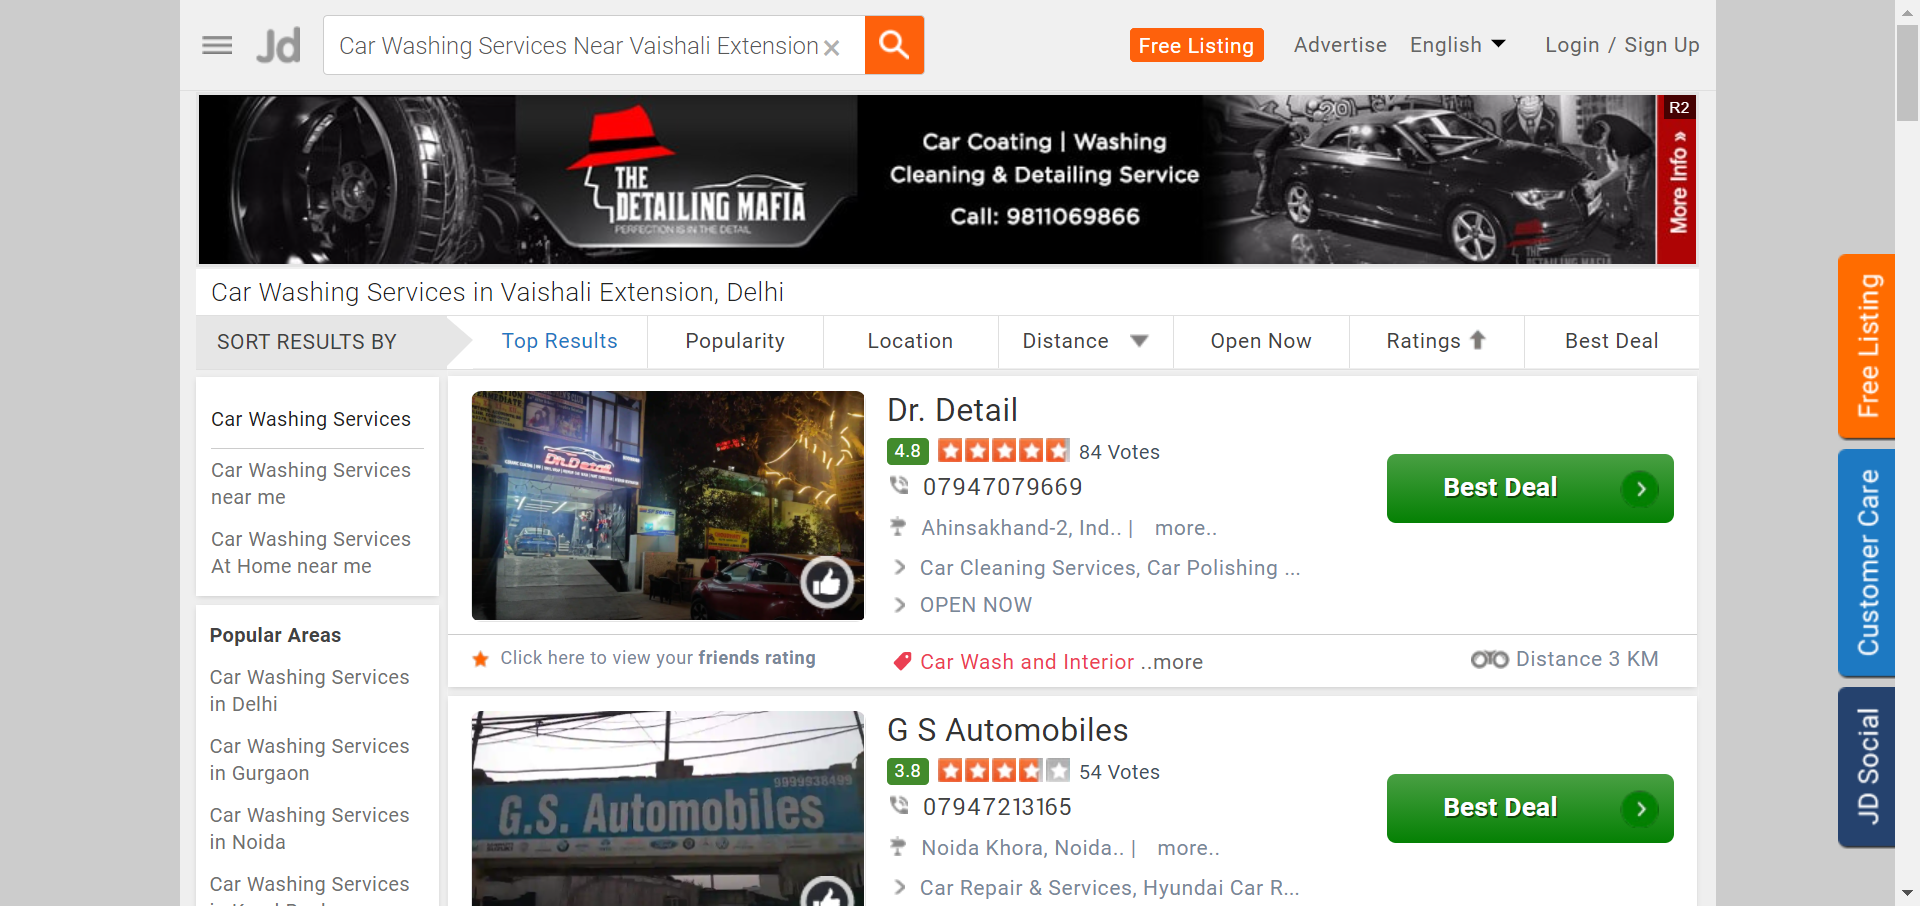 Jd
Car Washing Services Near Vaishali Extension
Free Listing
Advertise
English
Login / Sign Up
THE
DETAILING MAFIA
PERFECTION IS IN THE DETAIL
Car Coating | Washing
Cleaning & Detailing Service
Call: 9811069866
R2
More Info »
Car Washing Services in Vaishali Extension, Delhi
SORT RESULTS BY
Top Results
Popularity
Location
Distance
Open Now
Ratings
Best Deal
Car Washing Services
Car Washing Services
near me
Car Washing Services
At Home near me
Popular Areas
Car Washing Services
in Delhi
Car Washing Services
in Gurgaon
Car Washing Services
in Noida
Car Washing Services
Dr. Detail
Dr. Detail
4.8
84 Votes
07947079669
Ahinsakhand-2, Ind.. | more..
Car Cleaning Services, Car Polishing ...
OPEN NOW
Best Deal
Click here to view your friends rating
Car Wash and Interior ..more
Distance 3 KM
9999938499
G.S. Automobiles
G S Automobiles
3.8
54 Votes
07947213165
Noida Khora, Noida.. | more..
Car Repair & Services, Hyundai Car R...
Best Deal
Free Listing
Customer Care
JD Social